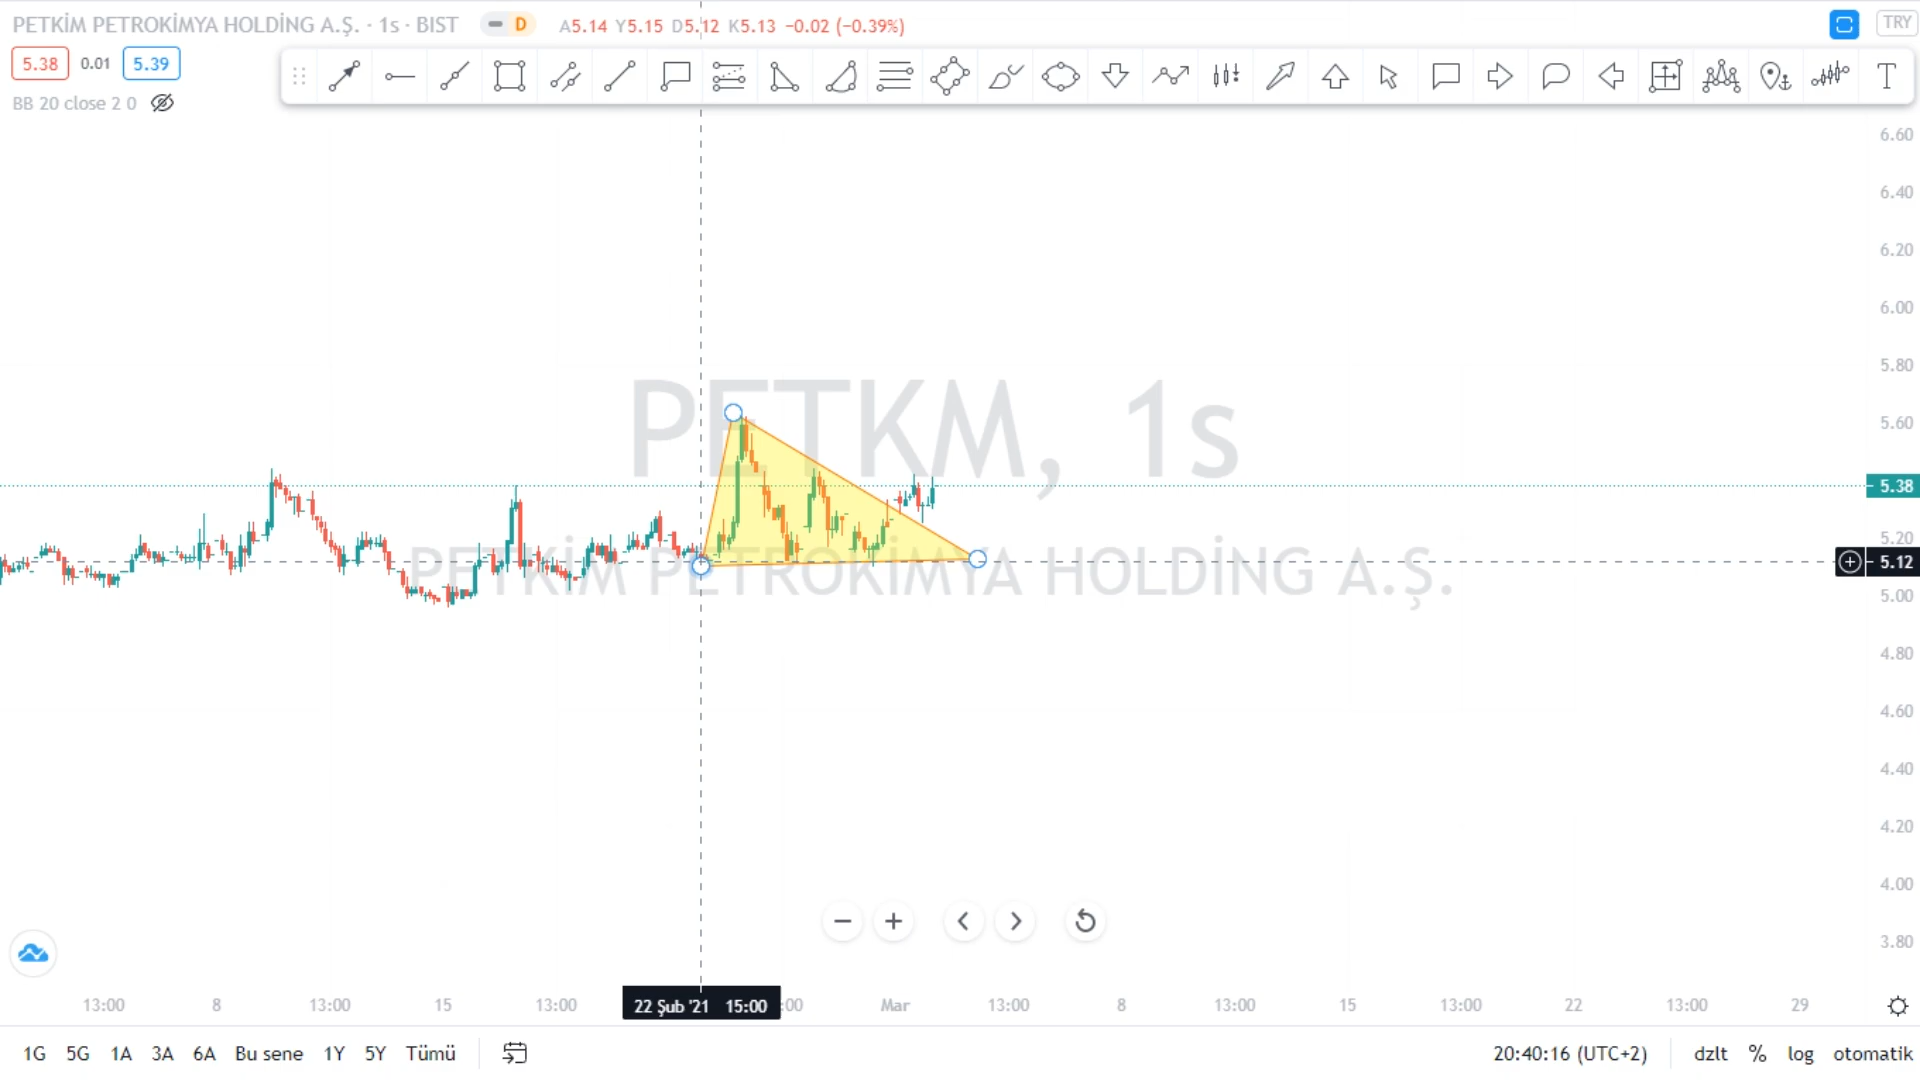 PETKİM PETROKİMYA HOLDİNG A.Ş. · 1s · BIST D A5.14 Y5.15 D5.12 K5.13 −0.02 (−0.39%) TRY
5.38 0.01 5.39
BB 20 close 2 0
T
6.60
6.40
6.20
6.00
5.80
5.60
PETKM, 1s
5.38
5.20
5.12
PETKİM PETROKİMYA HOLDİNG A.Ş.
5.00
4.80
4.60
4.40
4.20
4.00
3.80
13:00 8 13:00 15 13:00 22 Şub '21 15:00 :00 Mar 13:00 8 13:00 15 13:00 22 13:00 29
1G 5G 1A 3A 6A Bu sene 1Y 5Y Tümü 20:40:16 (UTC+2) dzlt % log otomatik